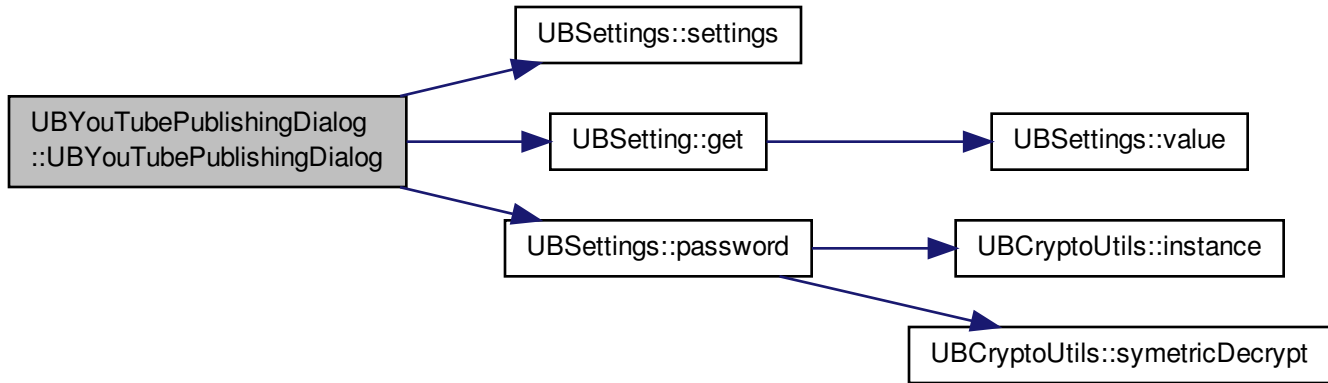 UBSettings::settings
UBYouTubePublishingDialog
::UBYouTubePublishingDialog
UBSetting::get
UBSettings::value
UBSettings::password
UBCryptoUtils::instance
UBCryptoUtils::symetricDecrypt